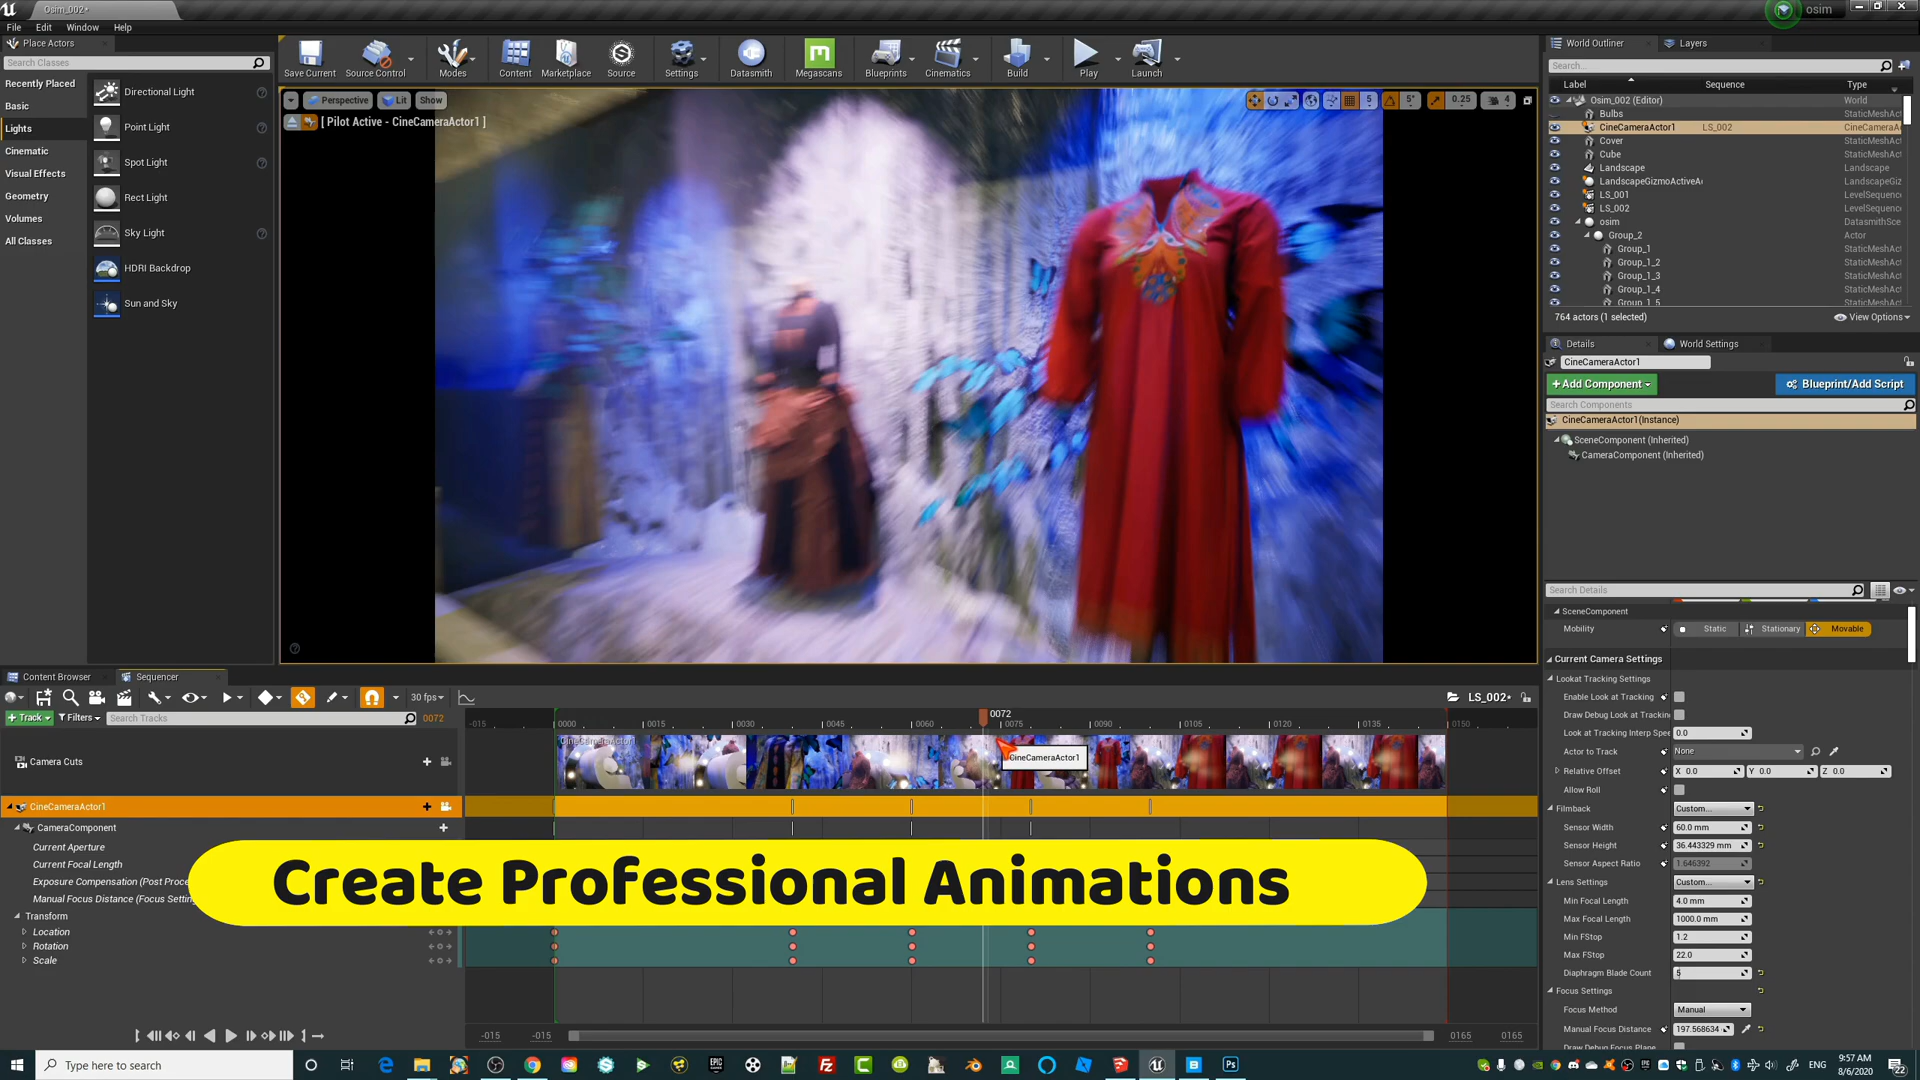 Osim_002*
osim
File Edit Window Help
Place Actors
Search Classes
Recently Placed
Basic
Lights
Cinematic
Visual Effects
Geometry
Volumes
All Classes
Directional Light
Point Light
Spot Light
Rect Light
Sky Light
HDRI Backdrop
Sun and Sky
Save Current
Source Control
Modes
Content
Marketplace
Source
Settings
Datasmith
Megascans
Blueprints
Cinematics
Build
Play
Launch
Perspective Lit Show
5 5° 0.25 4
[ Pilot Active - CineCameraActor1 ]
World Outliner Layers
Search...
Label Sequence Type
Osim_002 (Editor) World
Bulbs StaticMeshAct
CineCameraActor1 LS_002 CineCameraA
Cover StaticMeshAct
Cube StaticMeshAct
Landscape Landscape
LandscapeGizmoActiveA LandscapeGiz
LS_001 LevelSequenc
LS_002 LevelSequenc
osim DatasmithSce
Group_2 Actor
Group_1 StaticMeshAct
Group_1_2 StaticMeshAct
Group_1_3 StaticMeshAct
Group_1_4 StaticMeshAct
Group_1_5 StaticMeshAct
764 actors (1 selected) View Options
Details World Settings
CineCameraActor1
+Add Component Blueprint/Add Script
Search Components
CineCameraActor1(Instance)
SceneComponent (Inherited)
CameraComponent (Inherited)
Search Details
SceneComponent
Mobility Static Stationary Movable
Current Camera Settings
Lookat Tracking Settings
Enable Look at Tracking
Draw Debug Look at Tracking
Look at Tracking Interp Spee 0.0
Actor to Track None
Relative Offset X 0.0 Y 0.0 Z 0.0
Allow Roll
Filmback Custom...
Sensor Width 60.0 mm
Sensor Height 36.443329 mm
Sensor Aspect Ratio 1.646392
Lens Settings Custom...
Min Focal Length 4.0 mm
Max Focal Length 1000.0 mm
Min FStop 1.2
Max FStop 22.0
Diaphragm Blade Count 5
Focus Settings
Focus Method Manual
Manual Focus Distance 197.568634
Draw Debug Focus Plane
Content Browser Sequencer
30 fps LS_002*
+ Track Filters Search Tracks 0072
-015 0000 0015 0030 0045 0060 0072 0075 0090 0105 0120 0135 0150
Camera Cuts
CineCameraActor1
CineCameraActor1
CineCameraActor1
CameraComponent
Current Aperture
Current Focal Length
Exposure Compensation (Post Proce
Manual Focus Distance (Focus Setting
Create Professional Animations
Transform
Location
Rotation
Scale
-015 -015 0165 0165
Type here to search
ENG
9:57 AM
8/6/2020
22